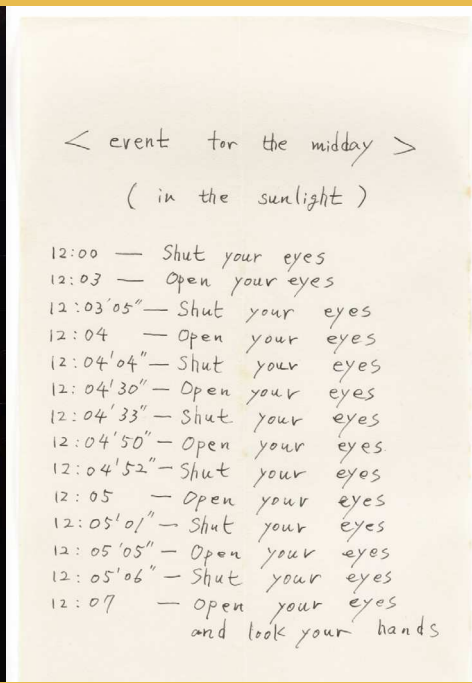 < event for the midday >
( in the sunlight )
12:00 — Shut your eyes
12:03 — Open your eyes
12:03'05" — Shut your eyes
12:04 — Open your eyes
12:04'04" — Shut your eyes
12:04'30" — Open your eyes
12:04'33" — Shut your eyes
12:04'50" — Open your eyes
12:04'52" — Shut your eyes
12:05 — Open your eyes
12:05'01" — Shut your eyes
12:05'05" — Open your eyes
12:05'06" — Shut your eyes
12:07 — Open your eyes
and look your hands